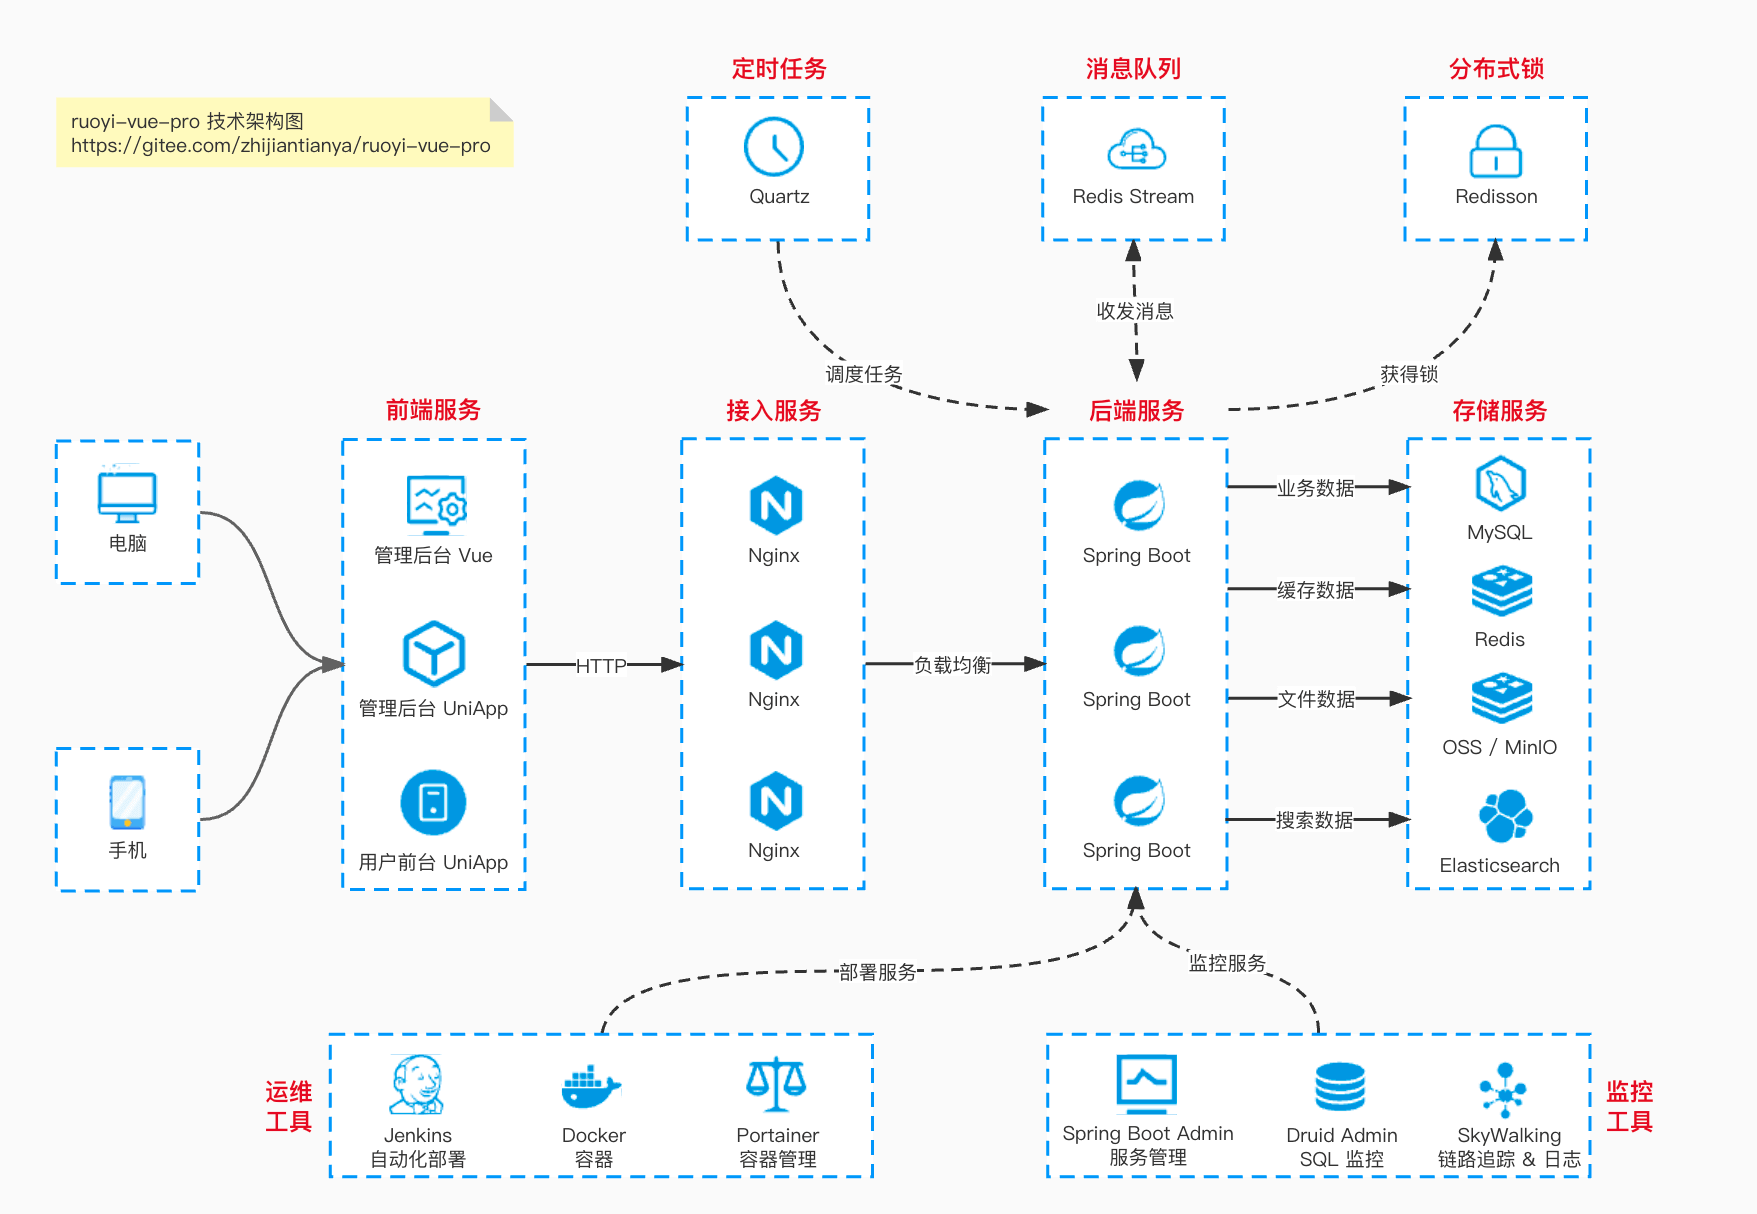 ruoyi-vue-pro 技术架构图
https://gitee.com/zhijiantianya/ruoyi-vue-pro
定时任务
Quartz
消息队列
Redis Stream
分布式锁
Redisson
调度任务
收发消息
获得锁
电脑
手机
前端服务
管理后台 Vue
管理后台 UniApp
用户前台 UniApp
HTTP
接入服务
Nginx
Nginx
Nginx
负载均衡
后端服务
Spring Boot
Spring Boot
Spring Boot
业务数据
缓存数据
文件数据
搜索数据
存储服务
MySQL
Redis
OSS / MinIO
Elasticsearch
部署服务
监控服务
运维
工具
Jenkins
自动化部署
Docker
容器
Portainer
容器管理
Spring Boot Admin
服务管理
Druid Admin
SQL 监控
SkyWalking
链路追踪 & 日志
监控
工具